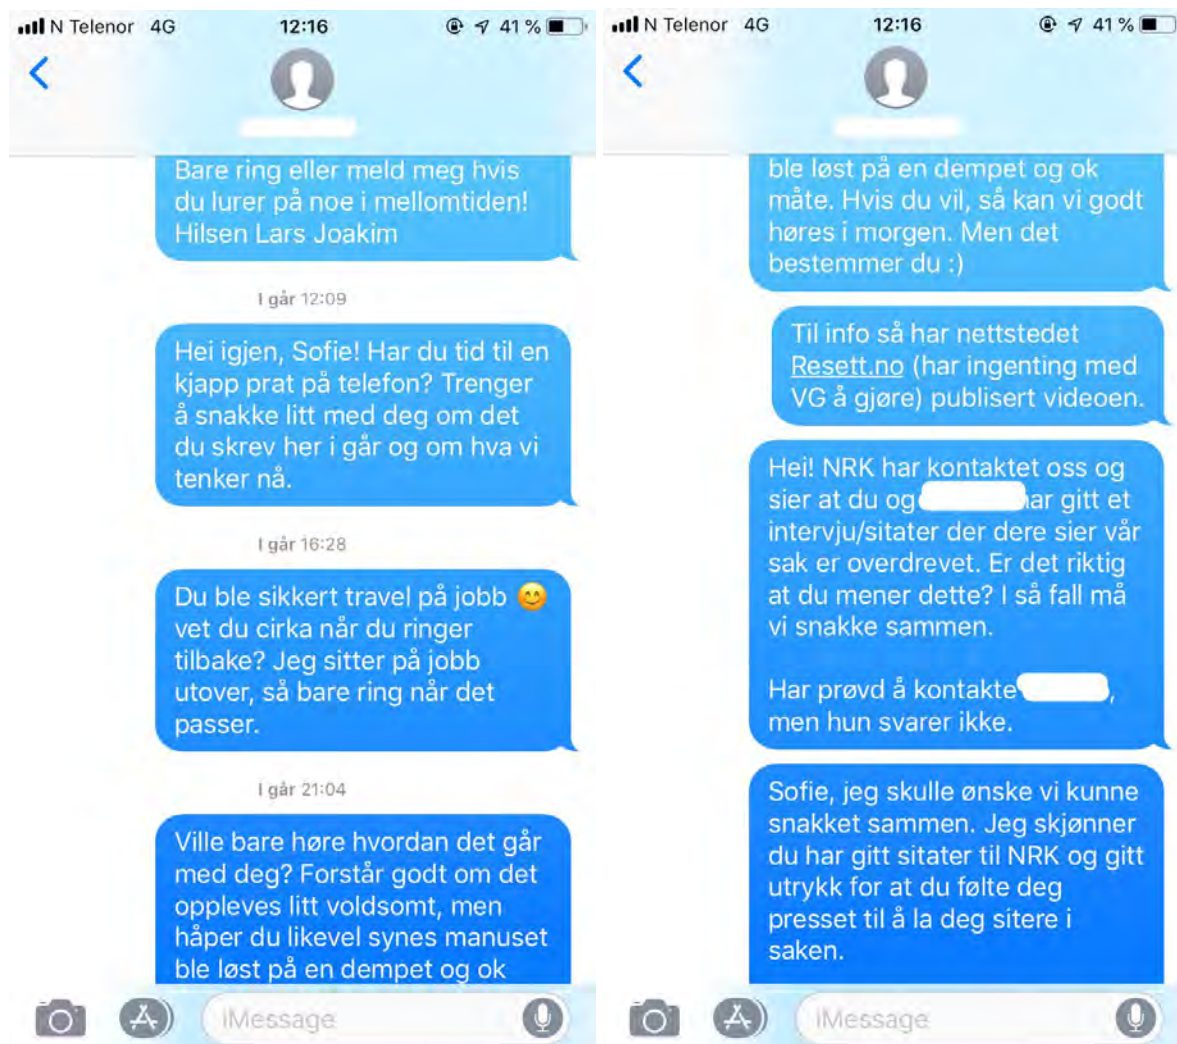 N Telenor 4G 12:16 41 %
Bare ring eller meld meg hvis
du lurer på noe i mellomtiden!
Hilsen Lars Joakim
I går 12:09
Hei igjen, Sofie! Har du tid til en
kjapp prat på telefon? Trenger
å snakke litt med deg om det
du skrev her i går og om hva vi
tenker nå.
I går 16:28
Du ble sikkert travel på jobb 😊
vet du cirka når du ringer
tilbake? Jeg sitter på jobb
utover, så bare ring når det
passer.
I går 21:04
Ville bare høre hvordan det går
med deg? Forstår godt om det
oppleves litt voldsomt, men
håper du likevel synes manuset
ble løst på en dempet og ok
iMessage
N Telenor 4G 12:16 41 %
ble løst på en dempet og ok
måte. Hvis du vil, så kan vi godt
høres i morgen. Men det
bestemmer du :)
Til info så har nettstedet
Resett.no (har ingenting med
VG å gjøre) publisert videoen.
Hei! NRK har kontaktet oss og
sier at du og har gitt et
intervju/sitater der dere sier vår
sak er overdrevet. Er det riktig
at du mener dette? I så fall må
vi snakke sammen.
Har prøvd å kontakte ,
men hun svarer ikke.
Sofie, jeg skulle ønske vi kunne
snakket sammen. Jeg skjønner
du har gitt sitater til NRK og gitt
utrykk for at du følte deg
presset til å la deg sitere i
saken.
iMessage